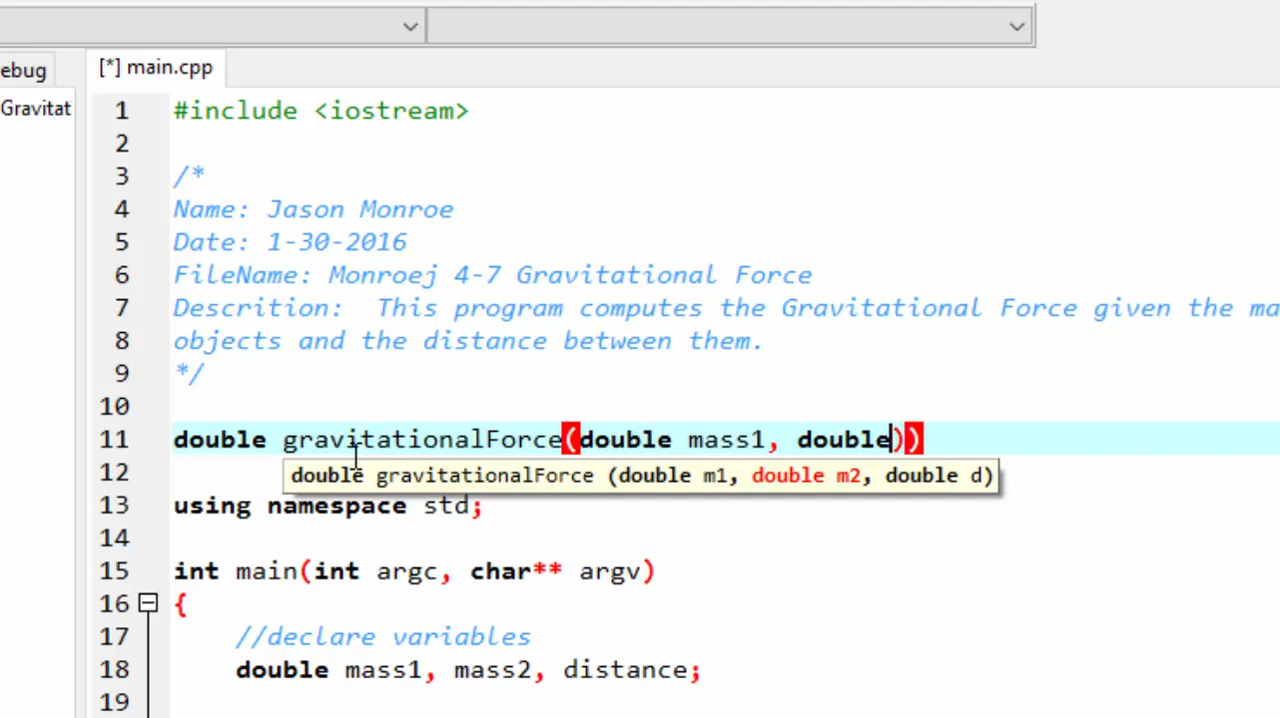 ebug
[*] main.cpp
Gravitat
1 #include <iostream>
2
3 /*
4 Name: Jason Monroe
5 Date: 1-30-2016
6 FileName: Monroej 4-7 Gravitational Force
7 Descrition:  This program computes the Gravitational Force given the ma
8 objects and the distance between them.
9 */
10
11 double gravitationalForce(double mass1, double))
double gravitationalForce (double m1, double m2, double d)
12
13 using namespace std;
14
15 int main(int argc, char** argv)
16 {
17 //declare variables
18 double mass1, mass2, distance;
19